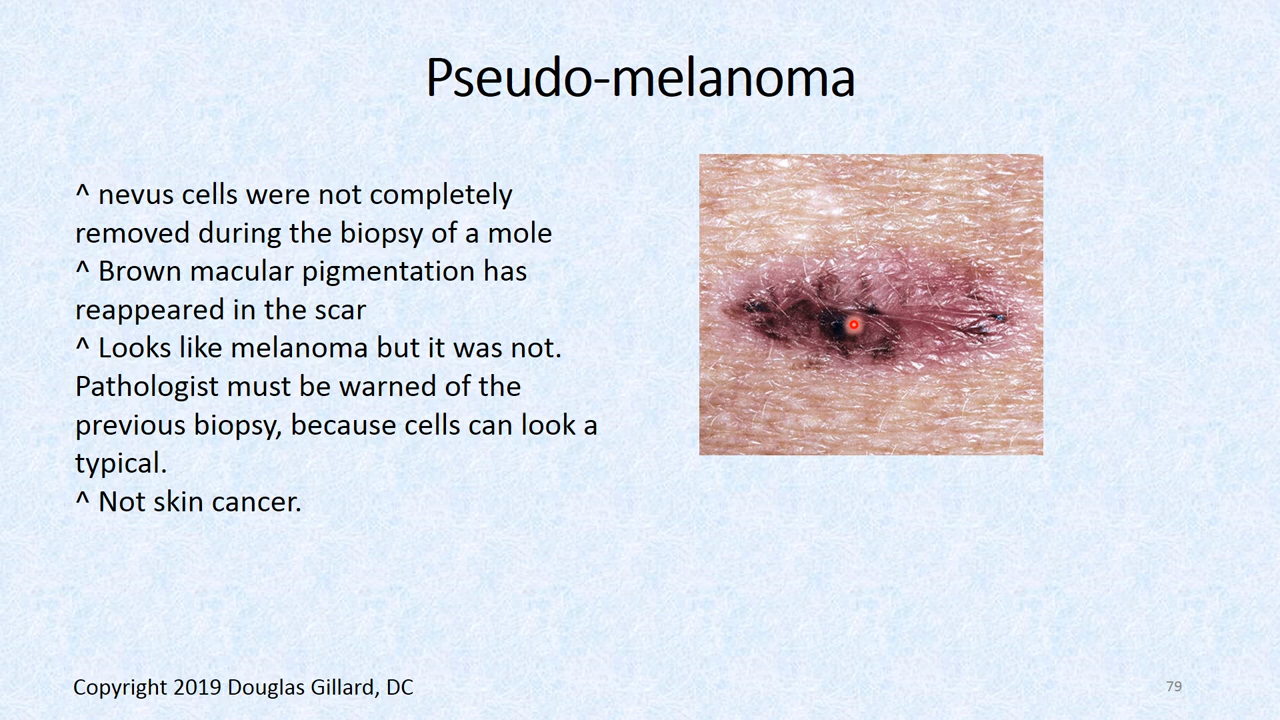 Pseudo-melanoma
^ nevus cells were not completely
removed during the biopsy of a mole
^ Brown macular pigmentation has
reappeared in the scar
^ Looks like melanoma but it was not.
Pathologist must be warned of the
previous biopsy, because cells can look a
typical.
^ Not skin cancer.
Copyright 2019 Douglas Gillard, DC
79